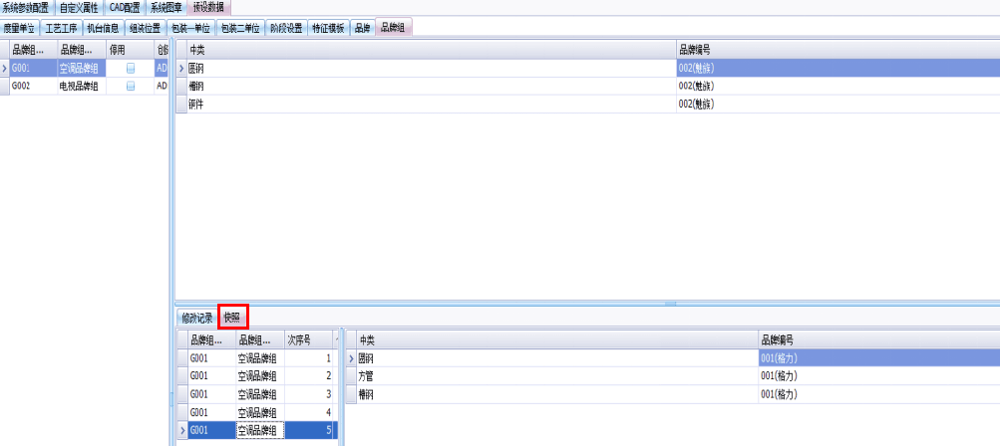 系统参数配置 自定义属性 CAD配置 系统图章 预设数据
度量单位 工艺工序 机台信息 组装位置 包装一单位 包装二单位 阶段设置 特征模板 品牌 品牌组
品牌组... 品牌组... 停用 创建 中类 品牌编号
G001 空调品牌组 AD 圆钢 002(魅族)
G002 电视品牌组 AD 槽钢 002(魅族)
钢件 002(魅族)
修改记录 快照
品牌组... 品牌组... 次序号 中类 品牌编号
G001 空调品牌组 1 圆钢 001(格力)
G001 空调品牌组 2 方管 001(格力)
G001 空调品牌组 3 槽钢 001(格力)
G001 空调品牌组 4
G001 空调品牌组 5